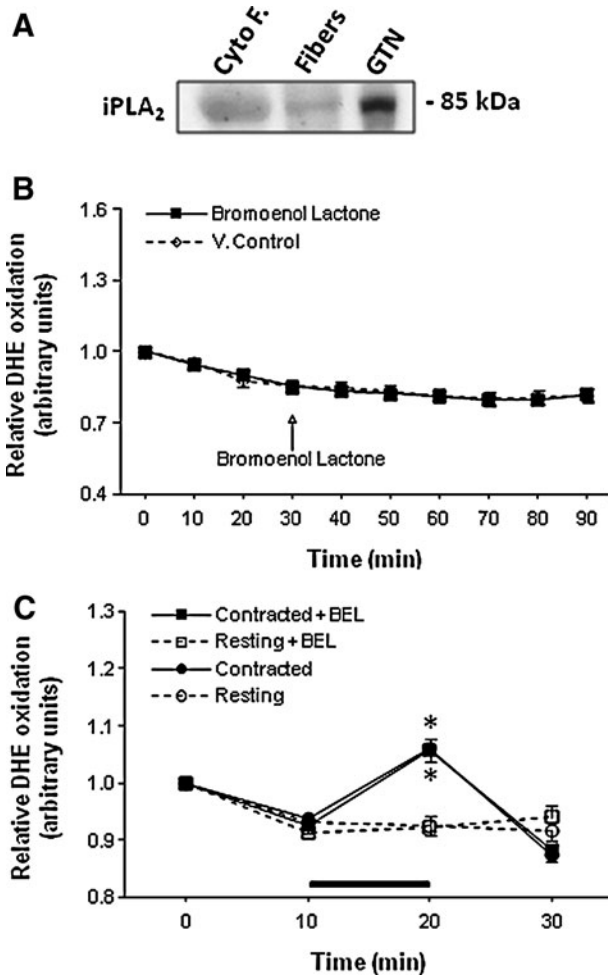 A
Cyto F.
Fibers
GTN
iPLA₂
- 85 kDa
B
1.6
1.3
1.0
0.7
0.4
Relative DHE oxidation
(arbitrary units)
Bromoenol Lactone
V. Control
Bromoenol Lactone
0 10 20 30 40 50 60 70 80 90
Time (min)
C
1.3
1.2
1.1
1.0
0.9
0.8
Relative DHE oxidation
(arbitrary units)
Contracted + BEL
Resting + BEL
Contracted
Resting
*
*
0 10 20 30
Time (min)